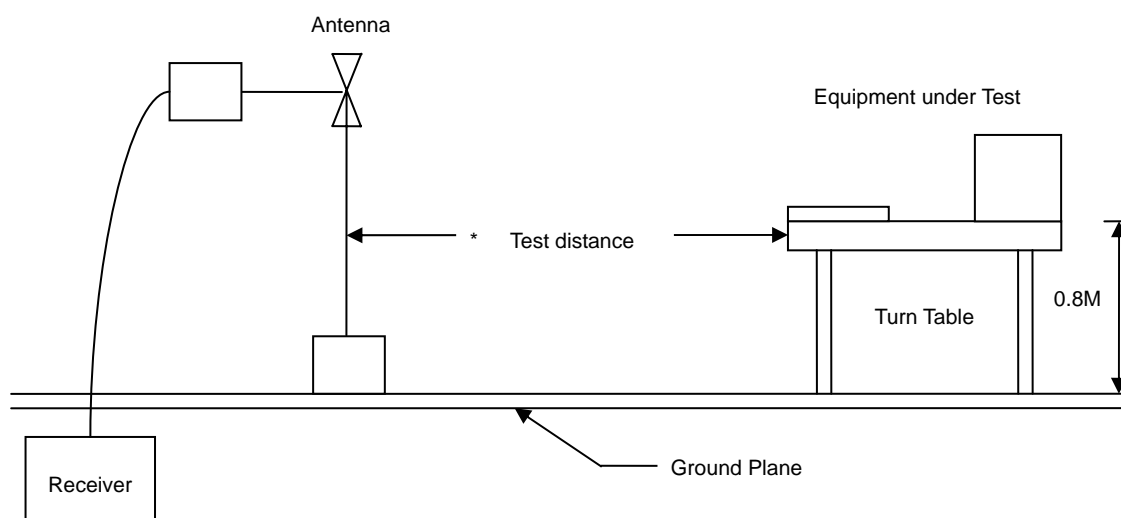 Antenna
Equipment under Test
* Test distance
0.8M
Turn Table
Ground Plane
Receiver